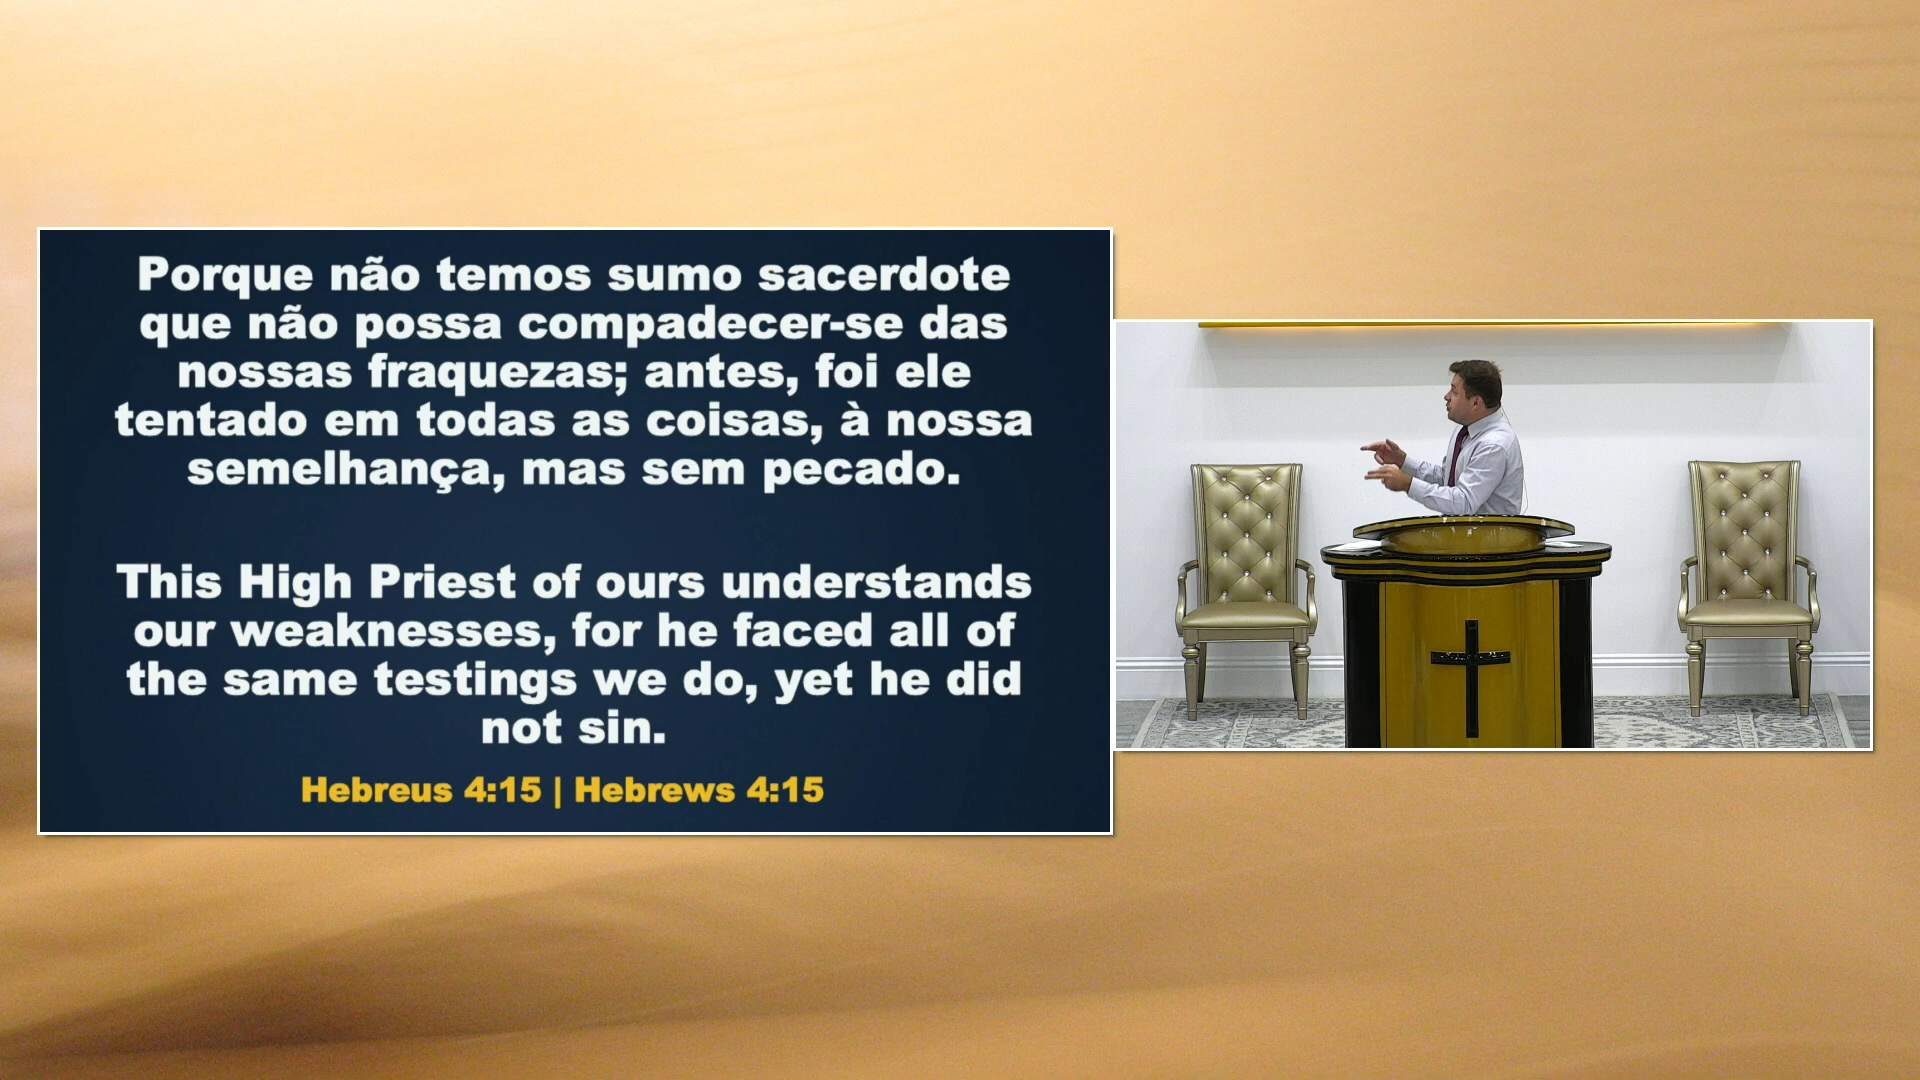 Porque não temos sumo sacerdote
que não possa compadecer-se das
nossas fraquezas; antes, foi ele
tentado em todas as coisas, à nossa
semelhança, mas sem pecado.
This High Priest of ours understands
our weaknesses, for he faced all of
the same testings we do, yet he did
not sin.
Hebreus 4:15 | Hebrews 4:15